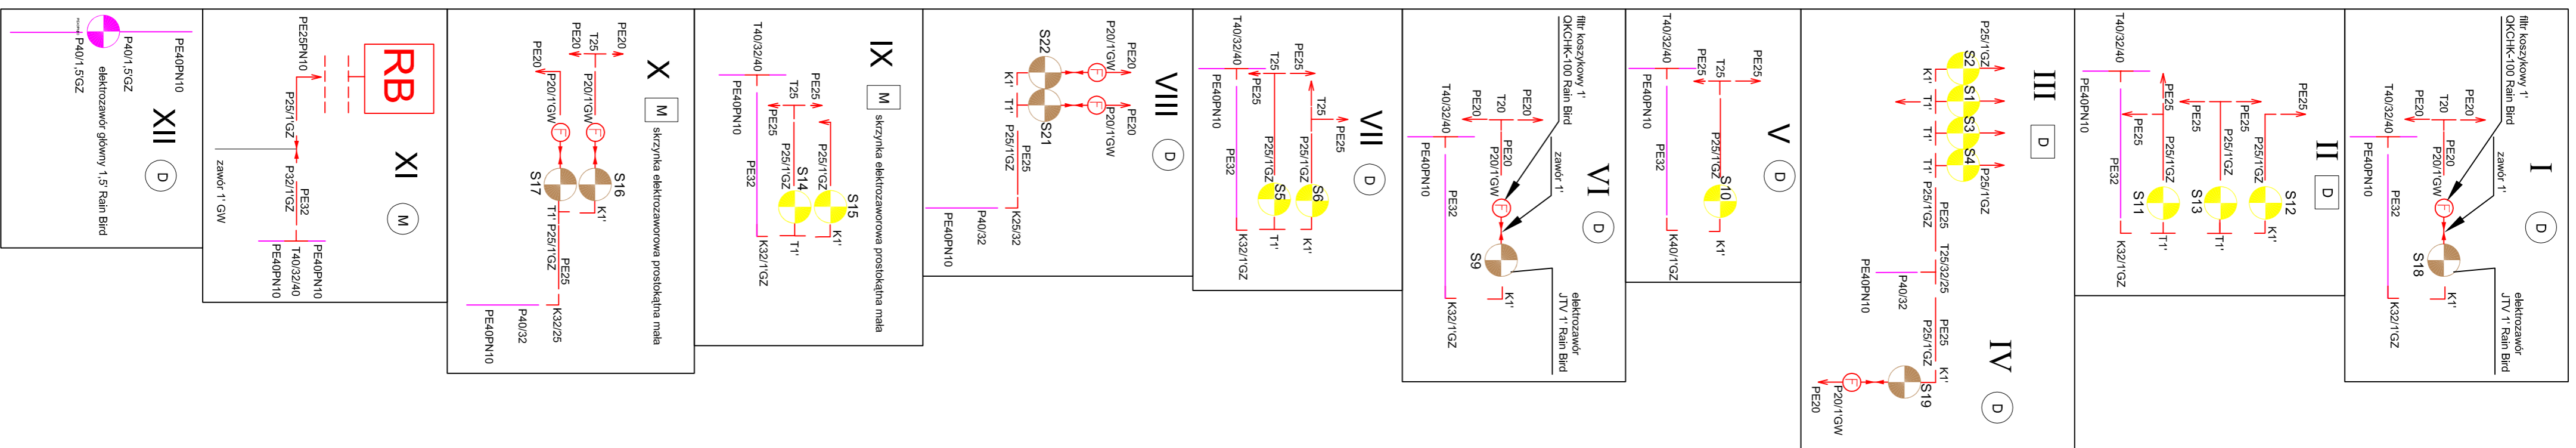 I
D
filtr koszykowy 1'
QKCHK-100 Rain Bird
zawór 1'
elektrozawór
JTV 1' Rain Bird
PE20
T20
PE20
PE20
P20/1'GW
F
S18
K1'
T40/32/40
PE40PN10
PE32
K32/1'GZ
II
D
PE25
P25/1'GZ
S12
K1'
PE25
PE25
P25/1'GZ
S13
T1'
PE25
PE25
P25/1'GZ
S11
T1'
T40/32/40
PE40PN10
PE32
K32/1'GZ
III
D
P25/1'GZ
S2
S1
S3
S4
P25/1'GZ
K1'
T1'
T1'
T1'
P25/1'GZ
PE25
T25/32/25
P40/32
PE40PN10
PE25
P25/1'GZ
K1'
IV
D
S19
F
P20/1'GW
PE20
V
D
PE25
T25
PE25
P25/1'GZ
S10
K1'
T40/32/40
PE40PN10
PE32
K40/1'GZ
VI
D
filtr koszykowy 1'
QKCHK-100 Rain Bird
zawór 1'
elektrozawór
JTV 1' Rain Bird
PE20
T20
PE20
PE20
P20/1'GW
F
S9
K1'
T40/32/40
PE40PN10
PE32
K32/1'GZ
VII
D
T25
PE25
P25/1'GZ
S6
K1'
PE25
T25
PE25
P25/1'GZ
S5
T1'
T40/32/40
PE40PN10
PE32
K32/1'GZ
VIII
D
PE20
PE20
P20/1'GW
P20/1'GW
F
F
S22
S21
K1'
T1'
P25/1'GZ
PE25
K25/32
P40/32
PE40PN10
IX
M
skrzynka elektrozaworowa prostokątna mała
P25/1'GZ
S15
K1'
PE25
T25
PE25
P25/1'GZ
S14
T1'
T40/32/40
PE40PN10
PE32
K32/1'GZ
X
M
skrzynka elektrozaworowa prostokątna mała
PE20
T25
PE20
P20/1'GW
F
S16
K1'
PE20
P20/1'GW
F
S17
T1'
P25/1'GZ
PE25
K32/25
P40/32
PE40PN10
XI
M
RB
PE25PN10
P25/1'GZ
zawór 1' GW
P32/1'GZ
PE32
PE40PN10
T40/32/40
PE40PN10
XII
D
PE40PN10
P40/1,5'GZ
elektrozawór główny 1,5' Rain Bird
P40/1,5'GZ